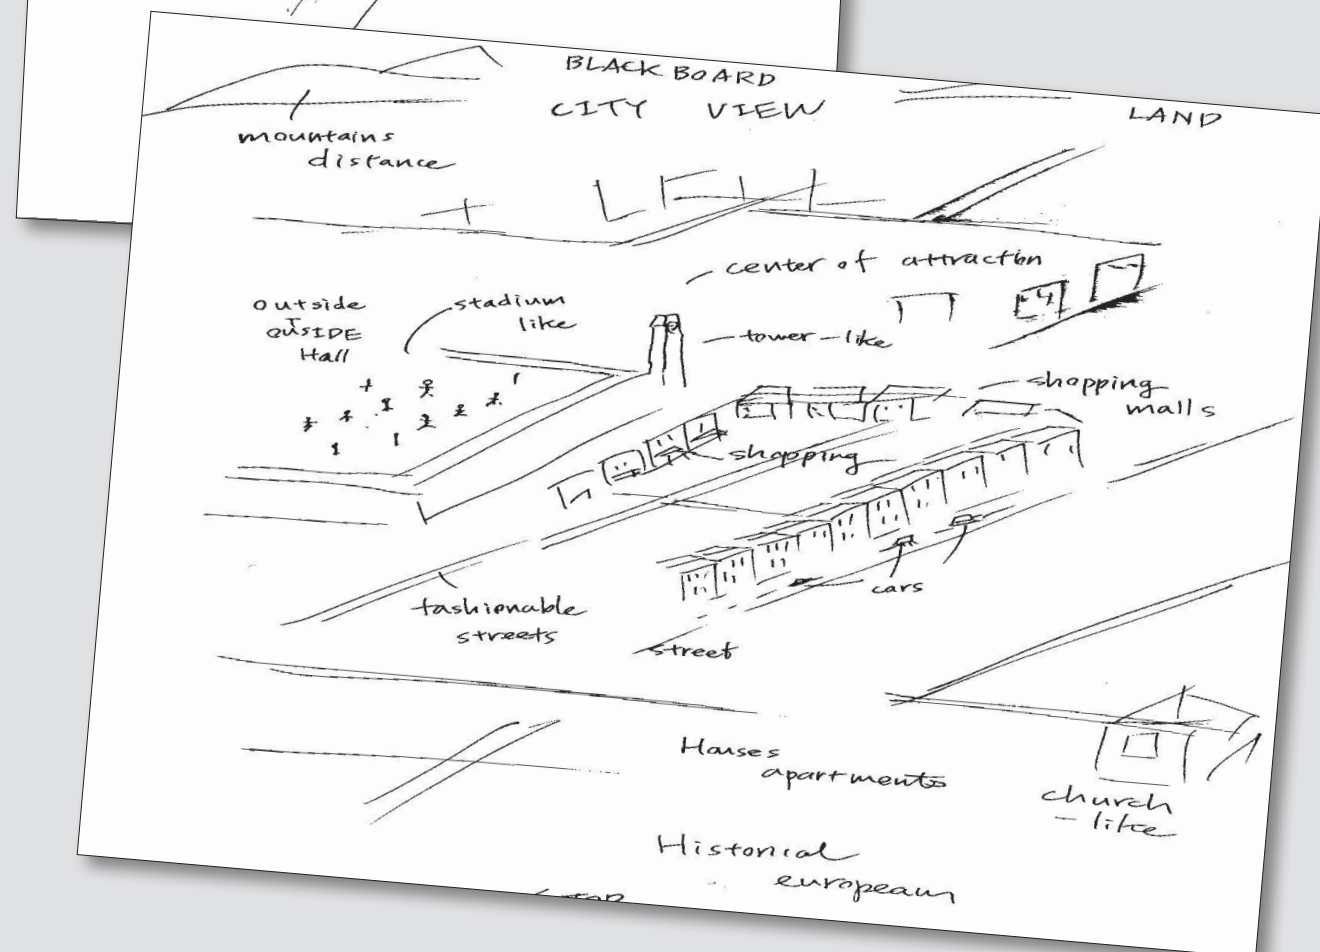 BLACK BOARD
CITY VIEW
LAND
mountains
distance
center of attraction
outside
OUTSIDE
Hall
stadium
like
tower-like
shopping
malls
shopping
cars
fashionable
streets
street
Houses
apartments
church
-like
Historical
european